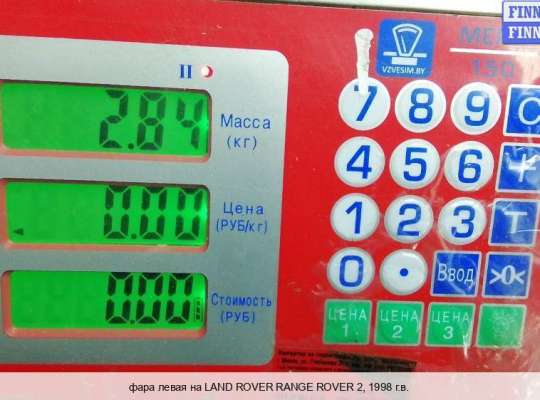 FINN
FINN
VZVESIM.BY
150
II
2.84
Масса
(кг)
7 8 9 C
4 5 6 +
0.00
Цена
(РУБ/кг)
1 2 3 T
0 . Ввод >0<
0.00
Стоимость
(РУБ)
ЦЕНА 1
ЦЕНА 2
ЦЕНА 3
фара левая на LAND ROVER RANGE ROVER 2, 1998 г.в.